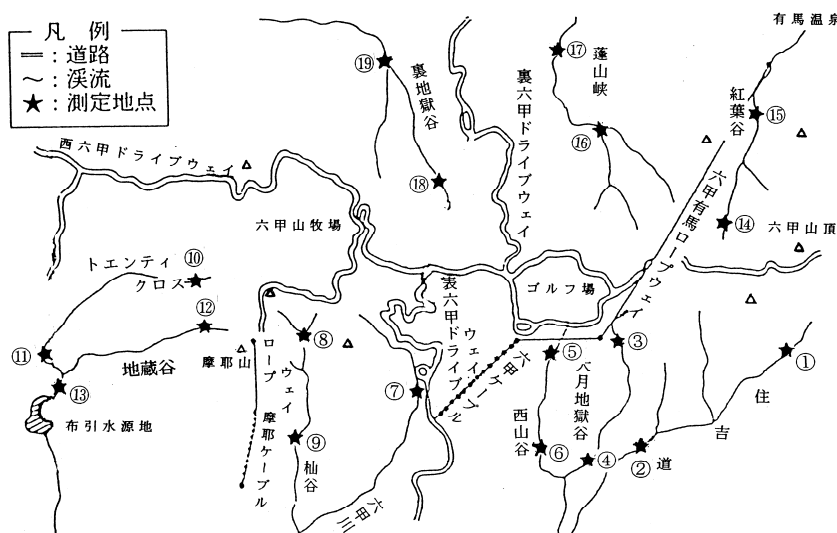 凡 例
＝：道路
～：渓流
★：測定地点
有馬温泉
⑲
裏地獄谷
裏六甲ドライブウェイ
⑰
蓬山峡
紅葉谷
⑮
⑯
西六甲ドライブウェイ
⑱
六甲有馬ロープウェイ
⑭
六甲山牧場
六甲山頂
トエンティ
クロス
⑩
ゴルフ場
表六甲ドライブ
ウェイ
六甲ケーブル
⑫
⑧
③
⑪
地蔵谷
摩耶山
ロープウェイ
⑤
八月地獄谷
①
⑬
⑦
住吉道
布引水源地
摩耶ケーブル
⑨
杣谷
西山谷
⑥
④
②
六甲川